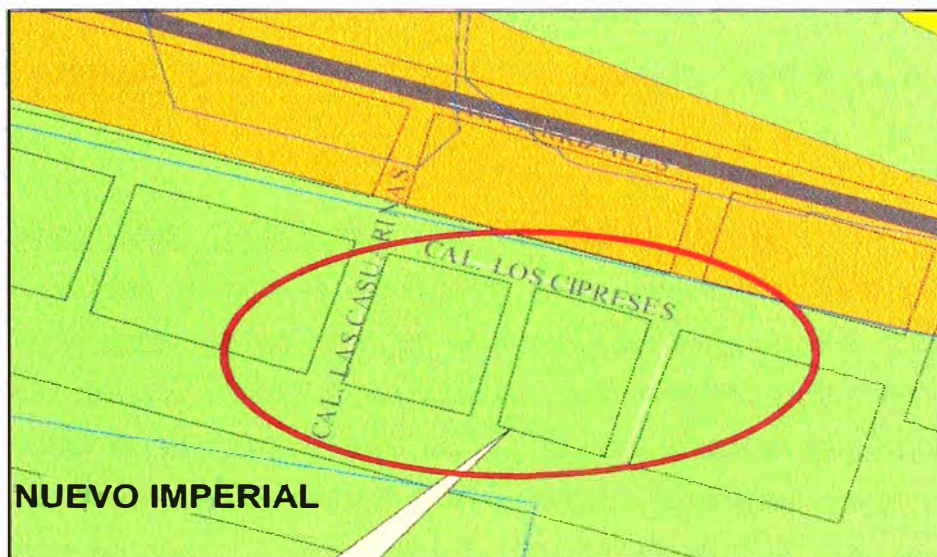 CAL. LOS CIPRESES
CAL. LAS CASUARINAS
NUEVO IMPERIAL